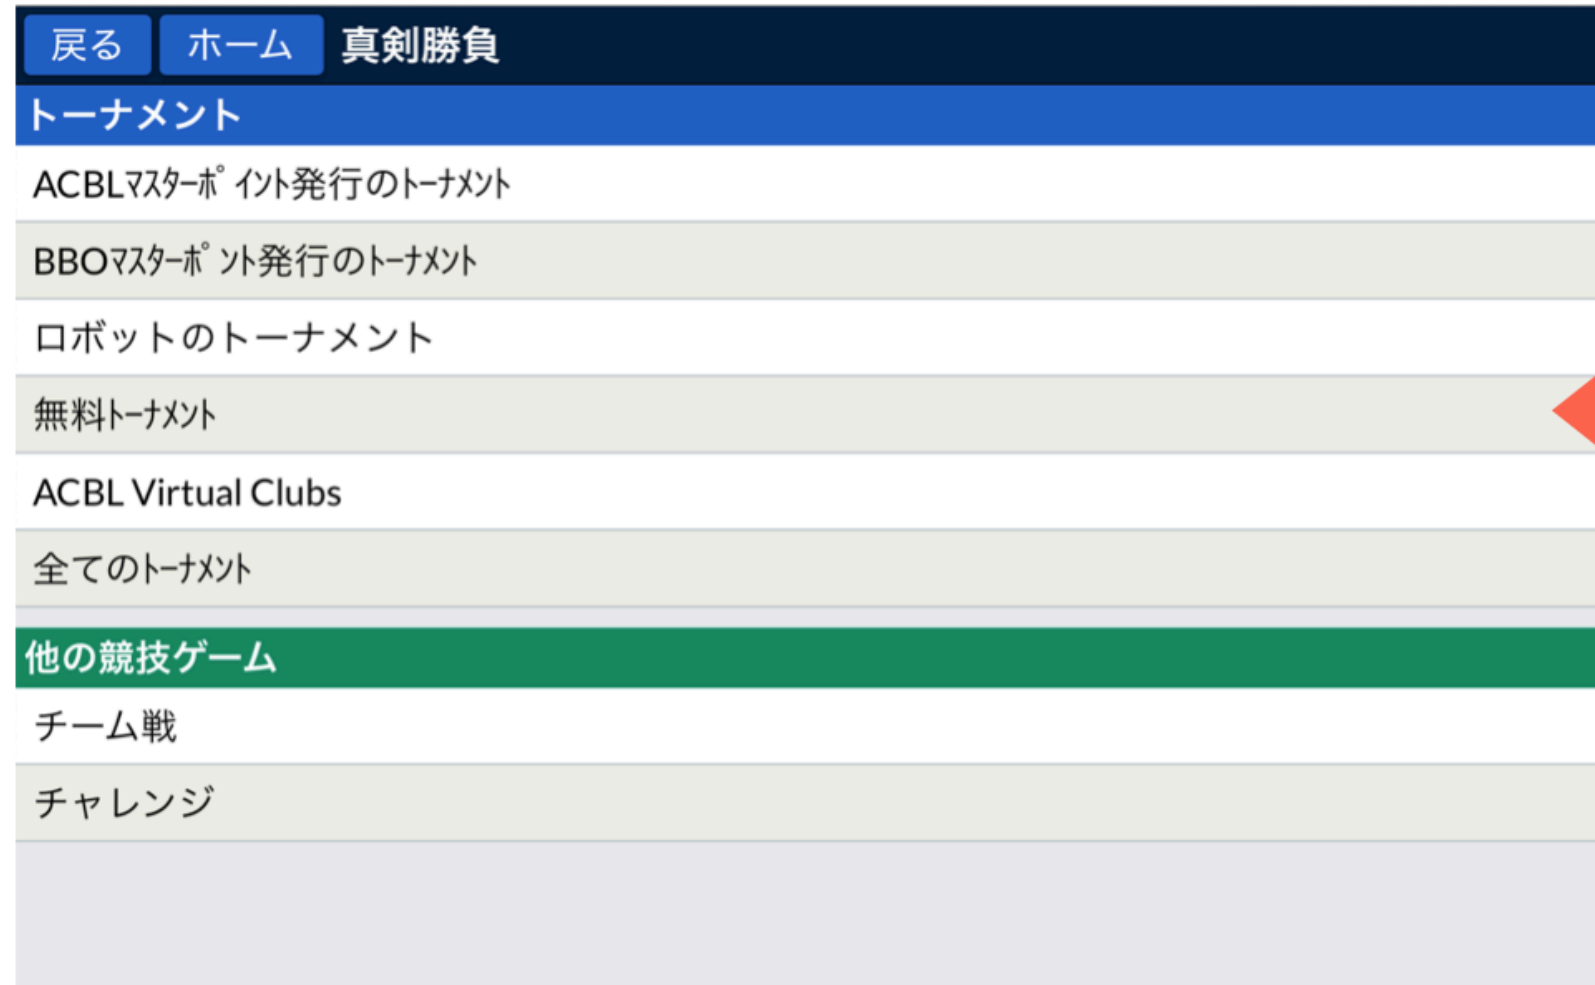 戻る ホーム 真剣勝負
トーナメント
ACBLﾏｽﾀｰﾎﾟｲﾝﾄ発行のﾄｰﾅﾒﾝﾄ
BBOﾏｽﾀｰﾎﾟﾝﾄ発行のﾄｰﾅﾒﾝﾄ
ロボットのトーナメント
無料ﾄｰﾅﾒﾝﾄ
ACBL Virtual Clubs
全てのﾄｰﾅﾒﾝﾄ
他の競技ゲーム
チーム戦
チャレンジ